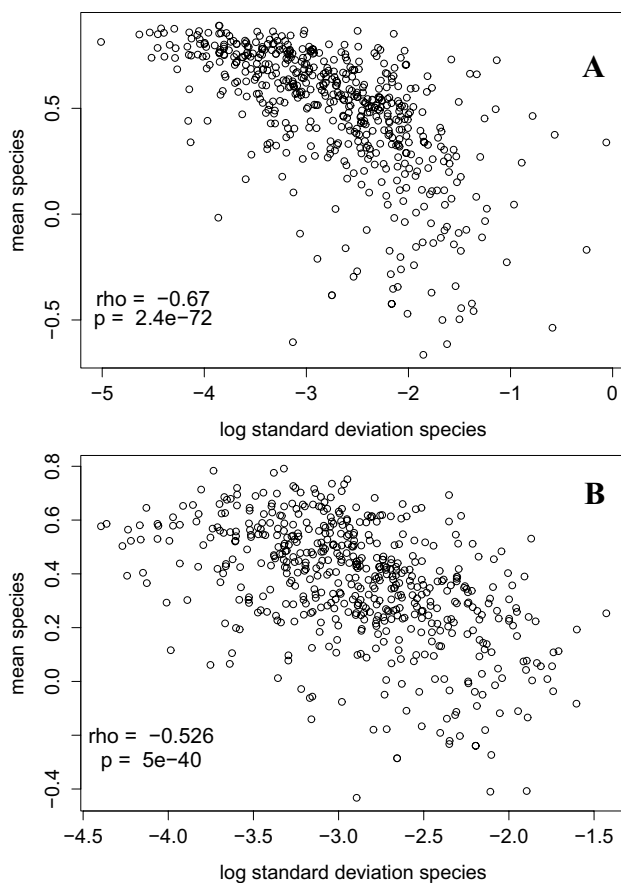 A
mean species
0.5
0.0
−0.5
rho = −0.67
p = 2.4e−72
−5 −4 −3 −2 −1 0
log standard deviation species
B
mean species
0.8
0.6
0.4
0.2
0.0
−0.4
rho = −0.526
p = 5e−40
−4.5 −4.0 −3.5 −3.0 −2.5 −2.0 −1.5
log standard deviation species